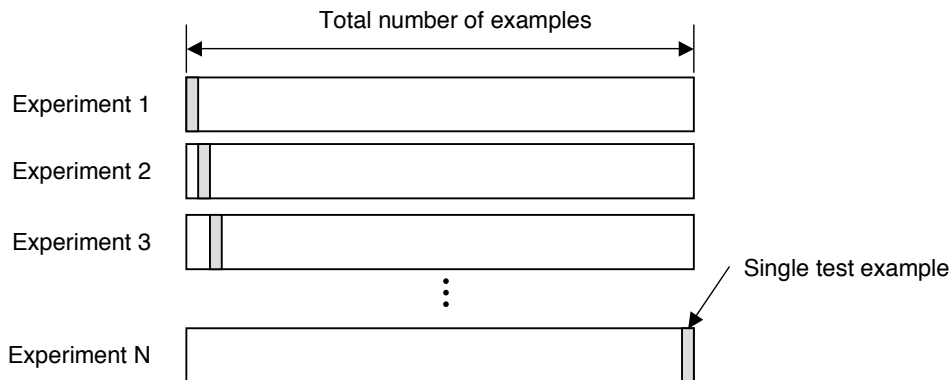 Total number of examples
Experiment 1
Experiment 2
Experiment 3
Single test example
Experiment N